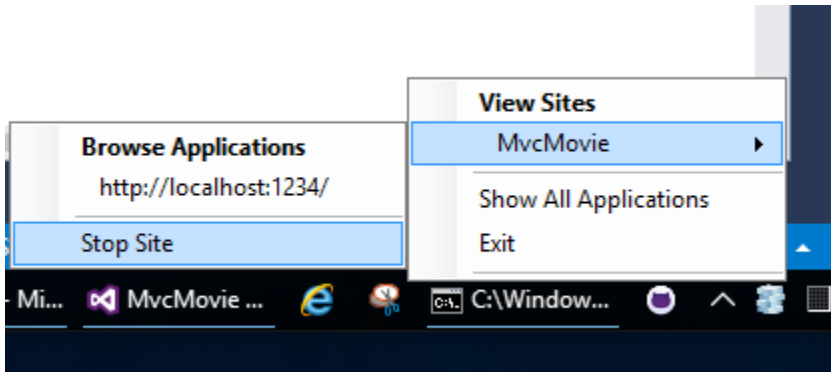 View Sites
MvcMovie
Show All Applications
Exit
Browse Applications
http://localhost:1234/
Stop Site
- Mi...
MvcMovie ...
C:\Window...